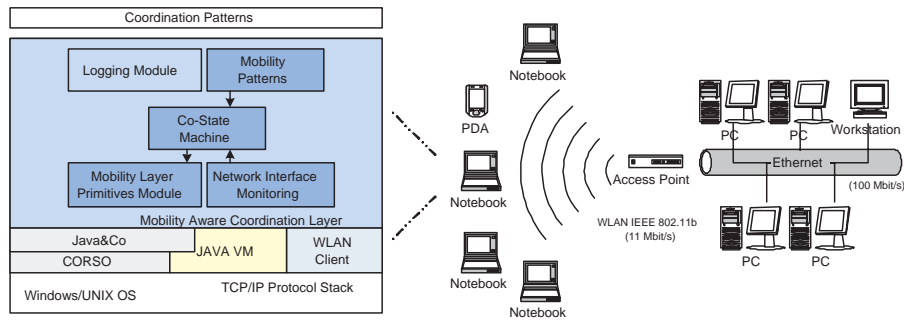 Coordination Patterns
Logging Module
Mobility
Patterns
Co-State
Machine
Mobility Layer
Primitives Module
Network Interface
Monitoring
Mobility Aware Coordination Layer
Java&Co
CORSO
JAVA VM
WLAN
Client
TCP/IP Protocol Stack
Windows/UNIX OS
Notebook
PDA
Notebook
Notebook
Notebook
Access Point
WLAN IEEE 802.11b
(11 Mbit/s)
PC
PC
Workstation
Ethernet
(100 Mbit/s)
PC
PC